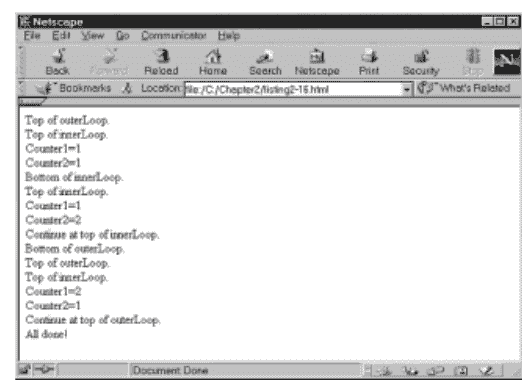 Netscape
File Edit View Go Communicator Help
Back Forward Reload Home Search Netscape Print Security Stop
Bookmarks Location: file:/C:/Chapter2/listing2-16.html What's Related
Top of outerLoop.
Top of innerLoop.
Counter1=1
Counter2=1
Bottom of innerLoop.
Top of innerLoop.
Counter1=1
Counter2=2
Continue at top of innerLoop.
Bottom of outerLoop.
Top of outerLoop.
Top of innerLoop.
Counter1=2
Counter2=1
Continue at top of outerLoop.
All done!
Document Done